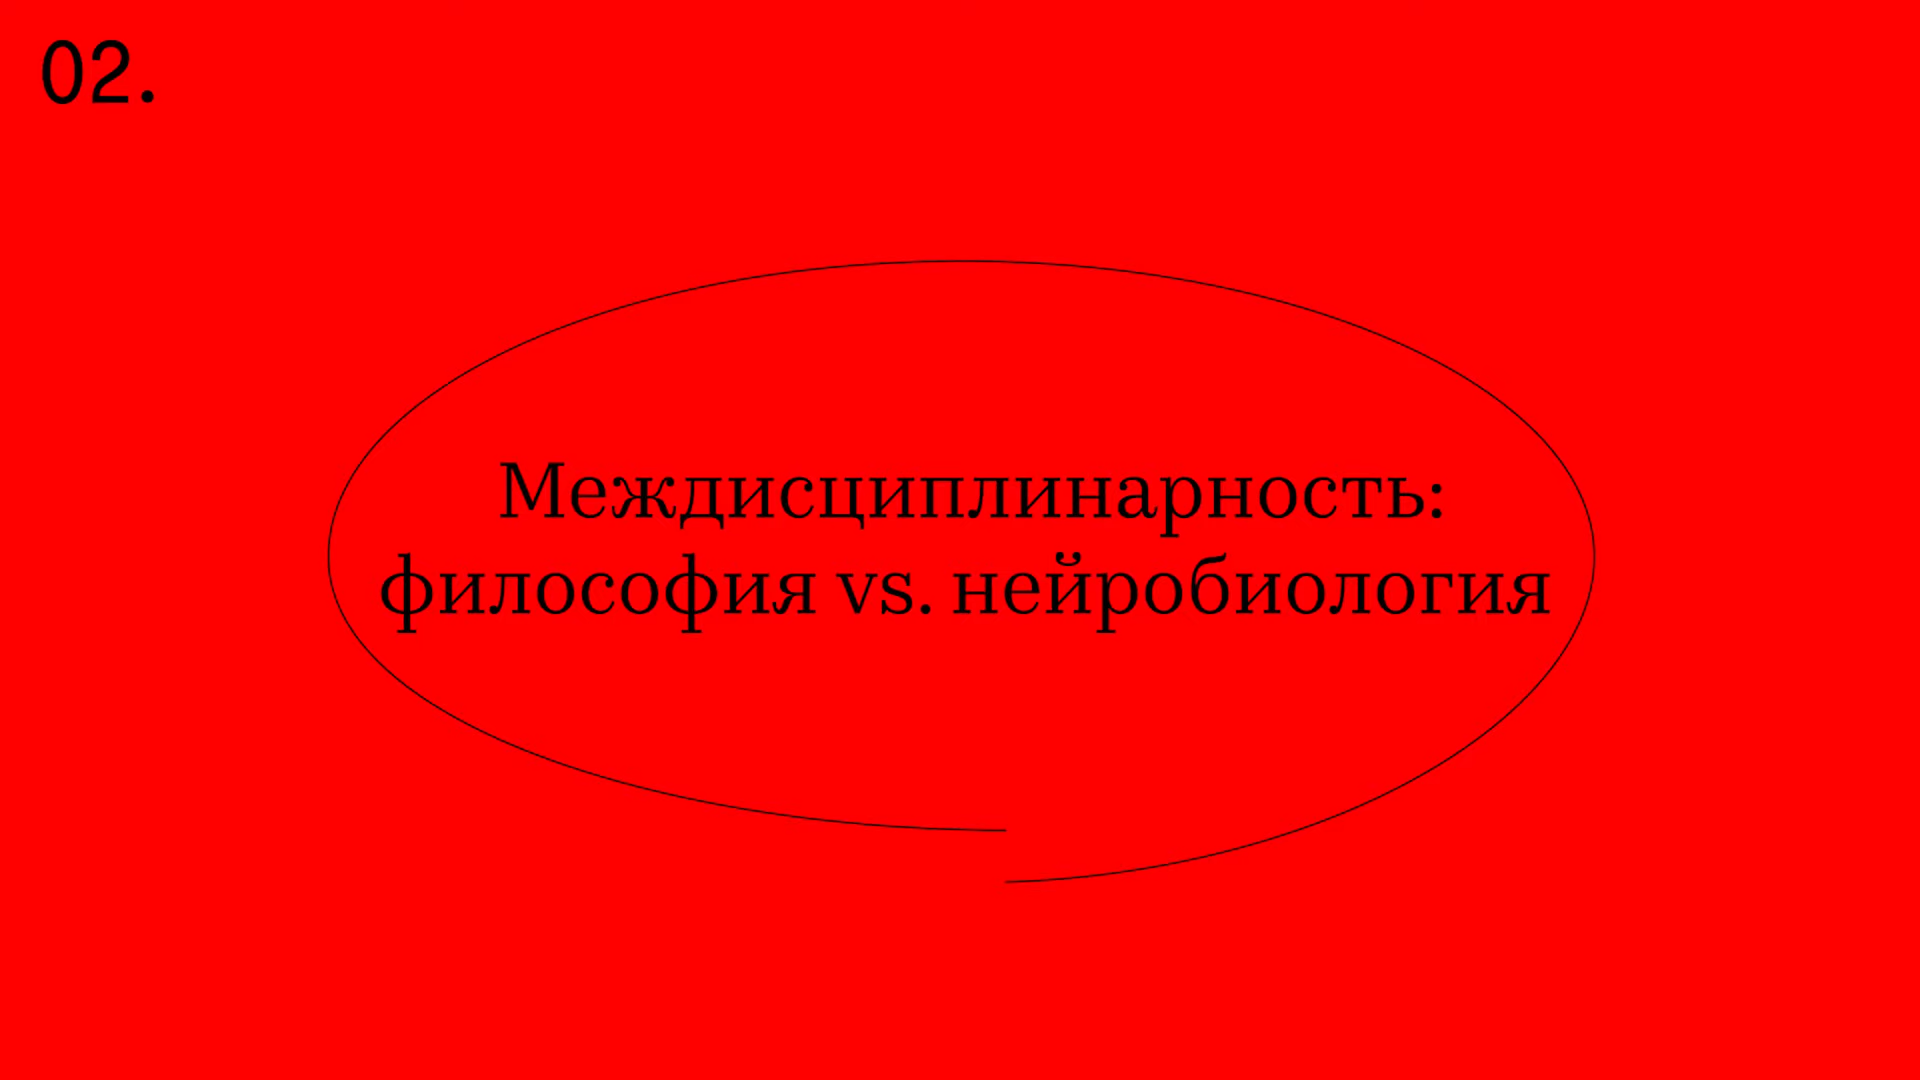 02.
Междисциплинарность:
философия vs. нейробиология